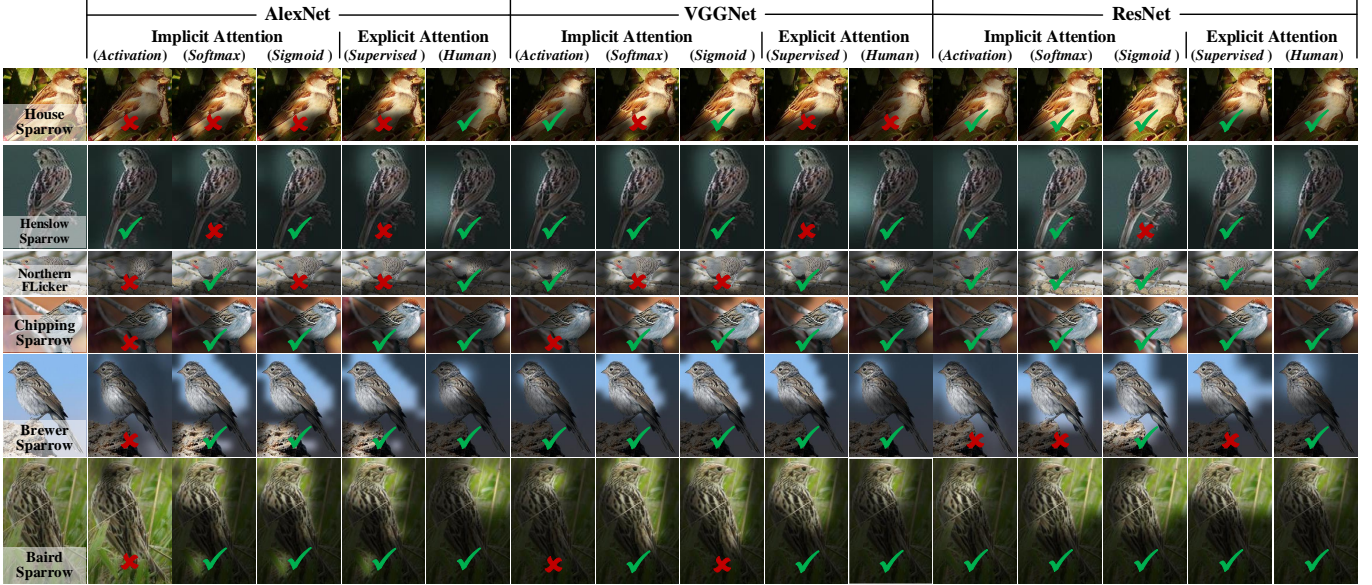 AlexNet VGGNet ResNet
Implicit Attention Explicit Attention Implicit Attention Explicit Attention Implicit Attention Explicit Attention
(Activation) (Softmax) (Sigmoid ) (Supervised ) (Human) (Activation) (Softmax) (Sigmoid ) (Supervised ) (Human) (Activation) (Softmax) (Sigmoid ) (Supervised ) (Human)
House
Sparrow
Henslow
Sparrow
Northern
FLicker
Chipping
Sparrow
Brewer
Sparrow
Baird
Sparrow